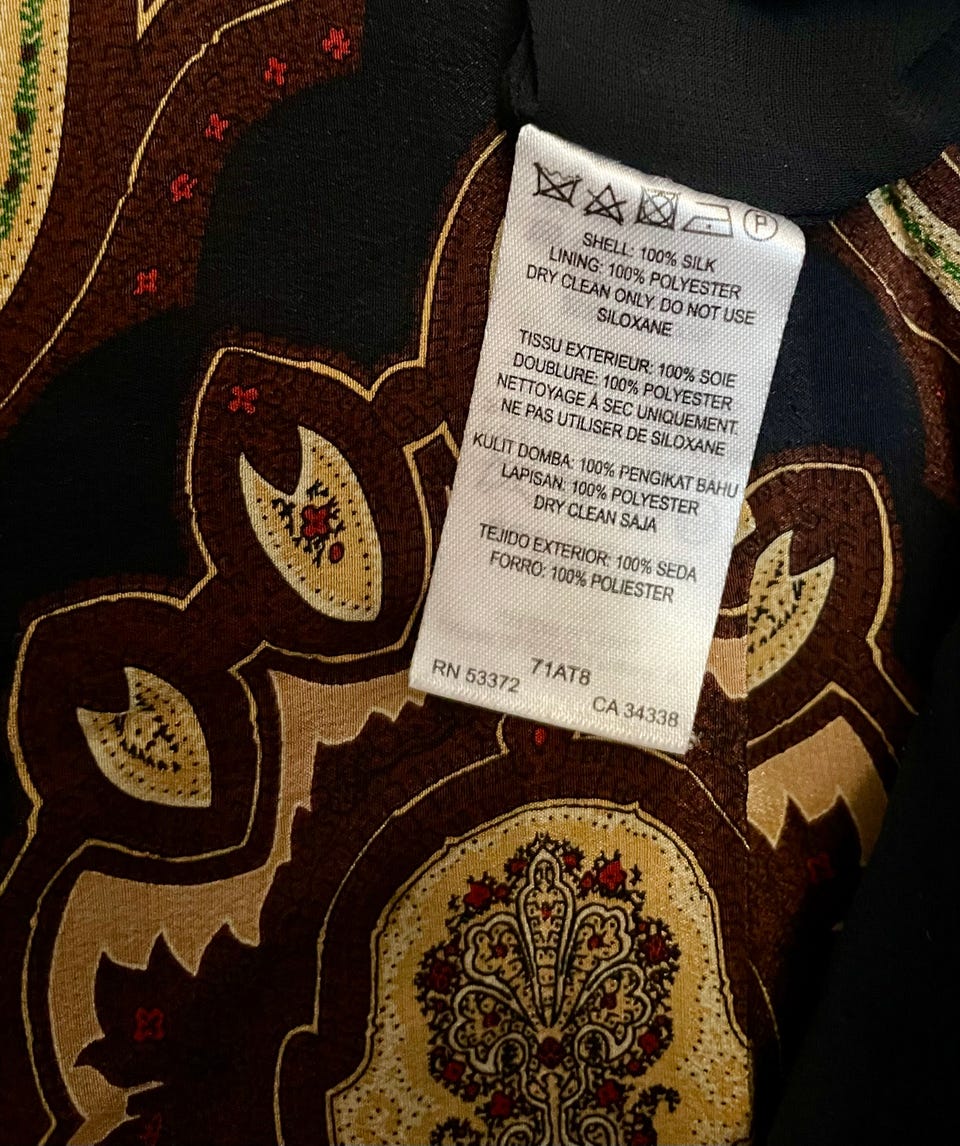 P
SHELL: 100% SILK
LINING: 100% POLYESTER
DRY CLEAN ONLY. DO NOT USE
SILOXANE
TISSU EXTERIEUR: 100% SOIE
DOUBLURE: 100% POLYESTER
NETTOYAGE À SEC UNIQUEMENT.
NE PAS UTILISER DE SILOXANE
KULIT DOMBA: 100% PENGIKAT BAHU
LAPISAN: 100% POLYESTER
DRY CLEAN SAJA
TEJIDO EXTERIOR: 100% SEDA
FORRO: 100% POLIESTER
71AT8
RN 53372
CA 34338